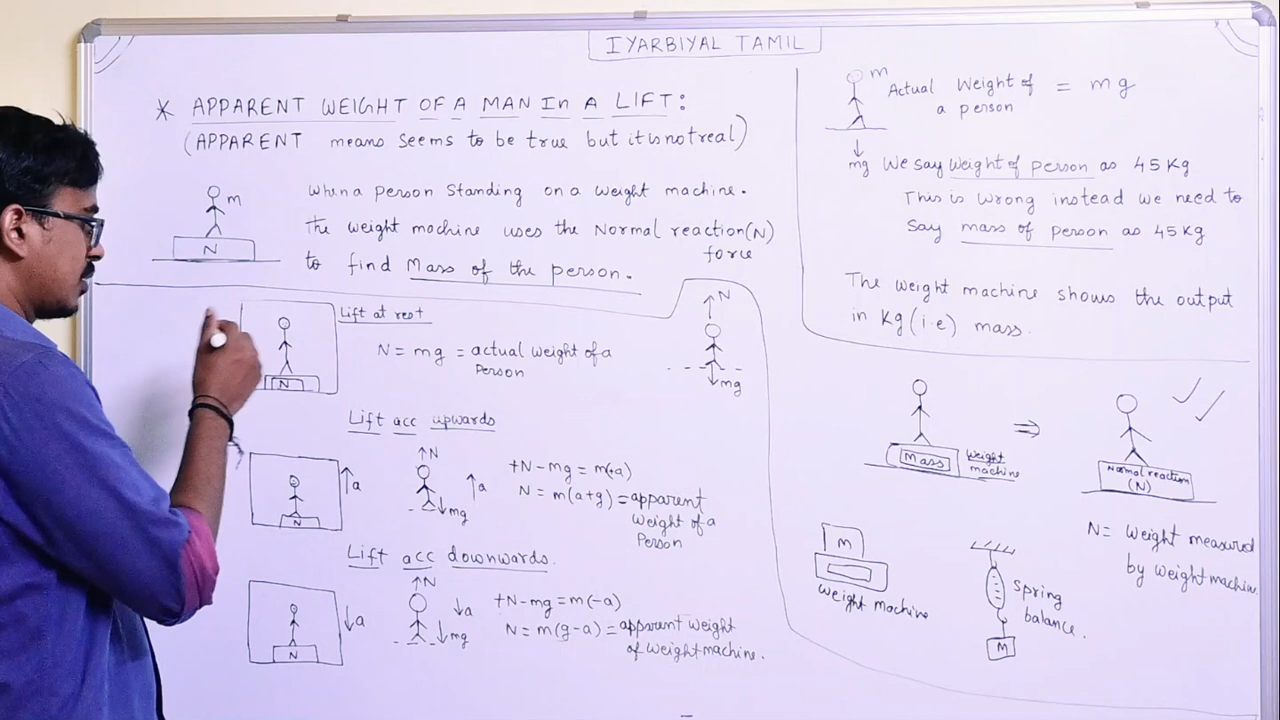 IYARBIYAL TAMIL
* APPARENT WEIGHT OF A MAN In A LIFT:
(APPARENT means seems to be true but it is not real)
m
N
when a person standing on a weight machine.
The weight machine uses the Normal reaction(N)
force
to find Mass of the person.
Lift at rest
N
N = mg = actual weight of a
Person
N
mg
Lift acc upwards
N
a
N
mg
a
+N-mg = m(+a)
N = m(a+g) = apparent
weight of a
Person
Lift acc downwards.
N
a
N
mg
a
+N-mg = m(-a)
N = m(g-a) = apparent weight
of weight machine.
m
mg
Actual Weight of = mg
a person
We say weight of person as 45 Kg
This is wrong instead we need to
Say mass of person as 45 Kg
The weight machine shows the output
in Kg (i.e) mass.
Mass
weight
machine
⇒
Normal reaction
(N)
N = weight measured
by weight machine
M
weight machine
Spring
balance.
M